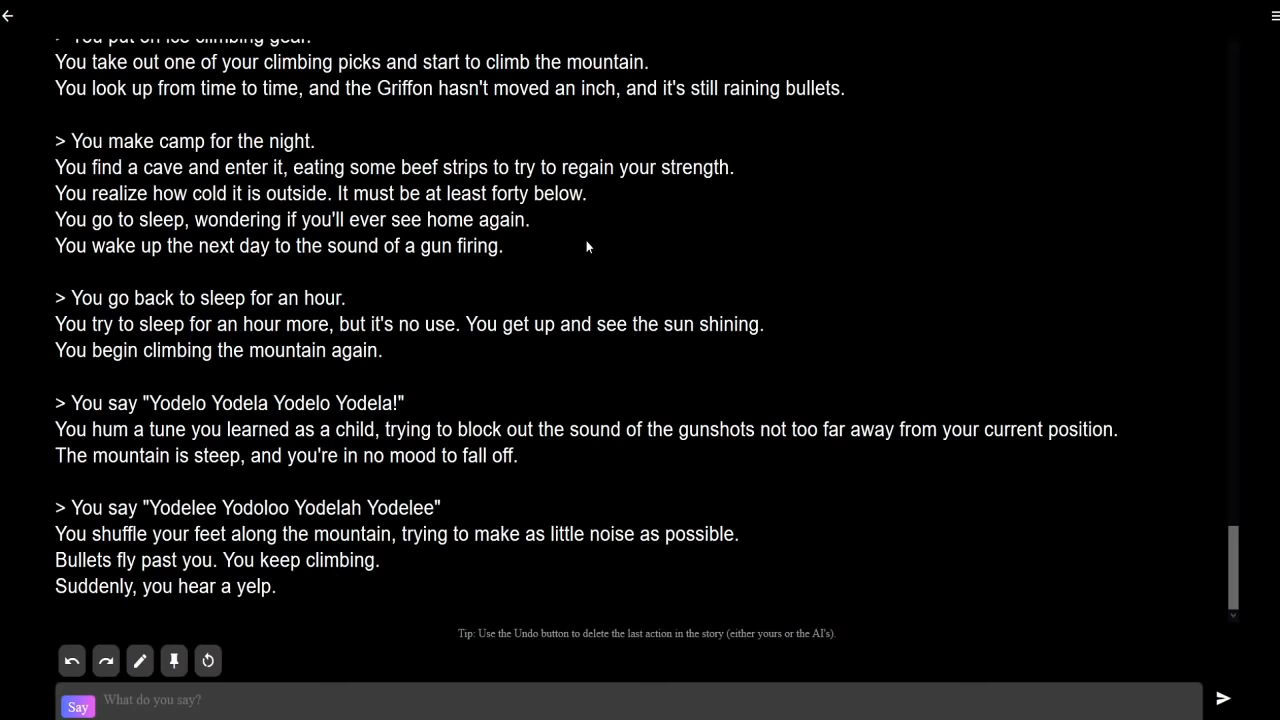 > You put on ice climbing gear.
You take out one of your climbing picks and start to climb the mountain.
You look up from time to time, and the Griffon hasn't moved an inch, and it's still raining bullets.
> You make camp for the night.
You find a cave and enter it, eating some beef strips to try to regain your strength.
You realize how cold it is outside. It must be at least forty below.
You go to sleep, wondering if you'll ever see home again.
You wake up the next day to the sound of a gun firing.
> You go back to sleep for an hour.
You try to sleep for an hour more, but it's no use. You get up and see the sun shining.
You begin climbing the mountain again.
> You say "Yodelo Yodela Yodelo Yodela!"
You hum a tune you learned as a child, trying to block out the sound of the gunshots not too far away from your current position.
The mountain is steep, and you're in no mood to fall off.
> You say "Yodelee Yodoloo Yodelah Yodelee"
You shuffle your feet along the mountain, trying to make as little noise as possible.
Bullets fly past you. You keep climbing.
Suddenly, you hear a yelp.
Tip: Use the Undo button to delete the last action in the story (either yours or the AI's).
Say What do you say?